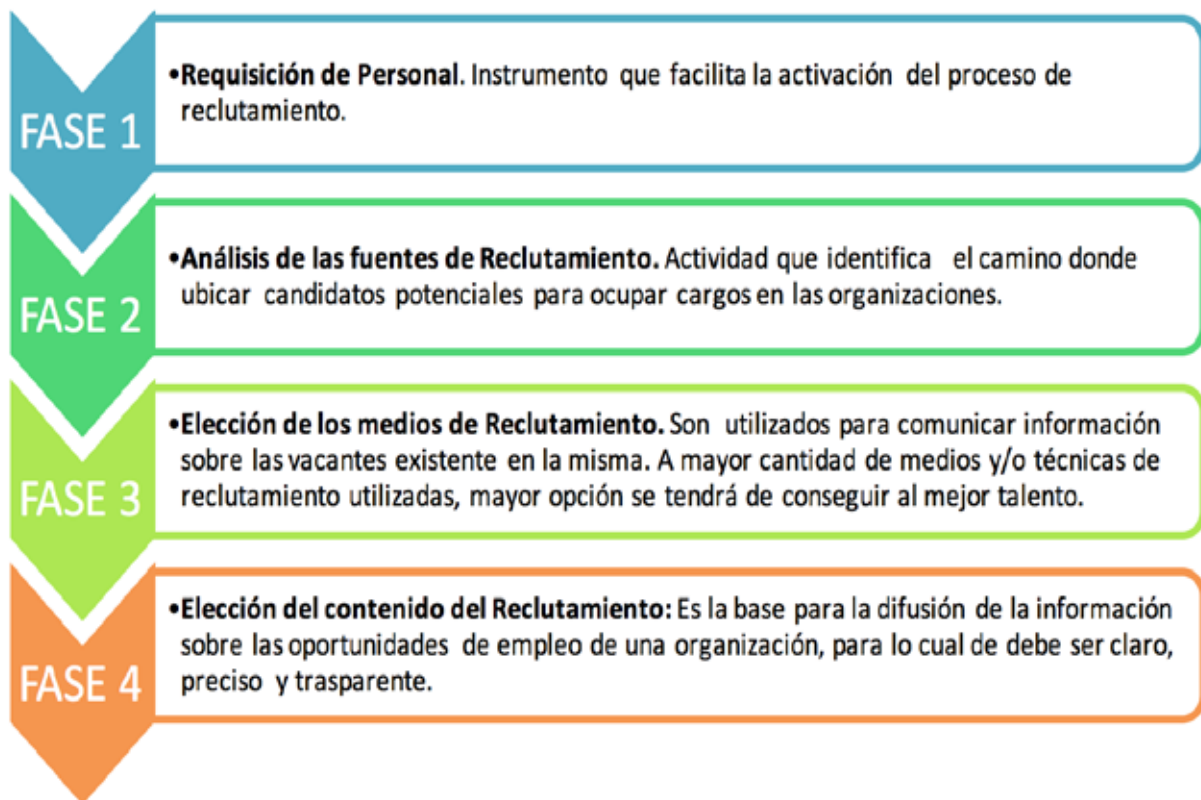 FASE 1
•Requisición de Personal. Instrumento que facilita la activación del proceso de
reclutamiento.
FASE 2
•Análisis de las fuentes de Reclutamiento. Actividad que identifica el camino donde
ubicar candidatos potenciales para ocupar cargos en las organizaciones.
FASE 3
•Elección de los medios de Reclutamiento. Son utilizados para comunicar información
sobre las vacantes existente en la misma. A mayor cantidad de medios y/o técnicas de
reclutamiento utilizadas, mayor opción se tendrá de conseguir al mejor talento.
FASE 4
•Elección del contenido del Reclutamiento: Es la base para la difusión de la información
sobre las oportunidades de empleo de una organización, para lo cual de debe ser claro,
preciso y trasparente.